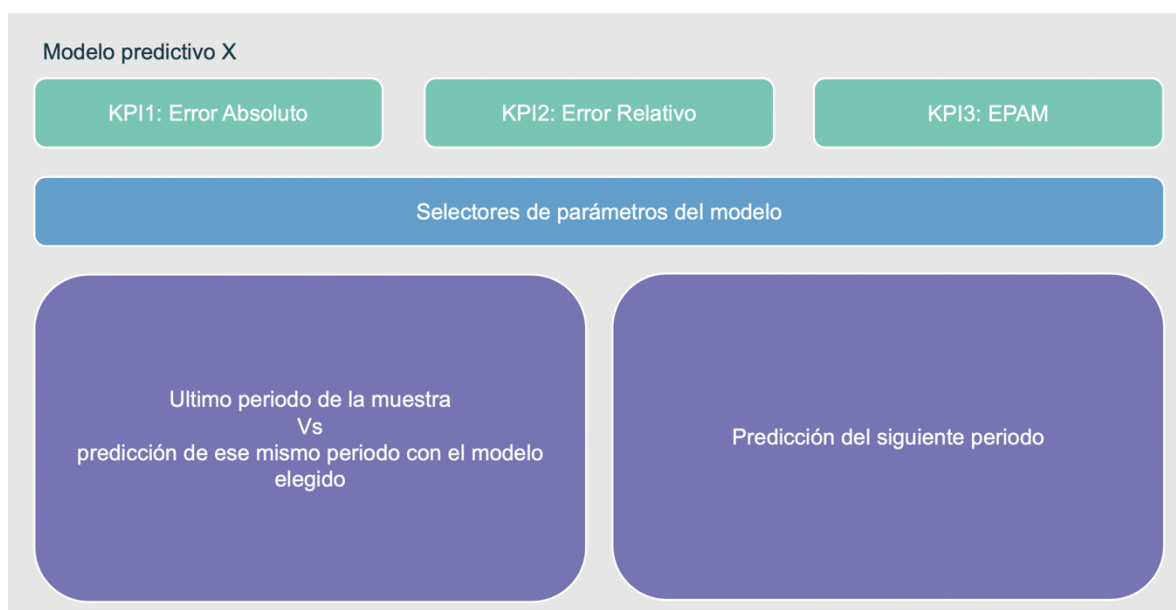 Modelo predictivo X
KPI1: Error Absoluto
KPI2: Error Relativo
KPI3: EPAM
Selectores de parámetros del modelo
Ultimo periodo de la muestra
Vs
predicción de ese mismo periodo con el modelo
elegido
Predicción del siguiente periodo